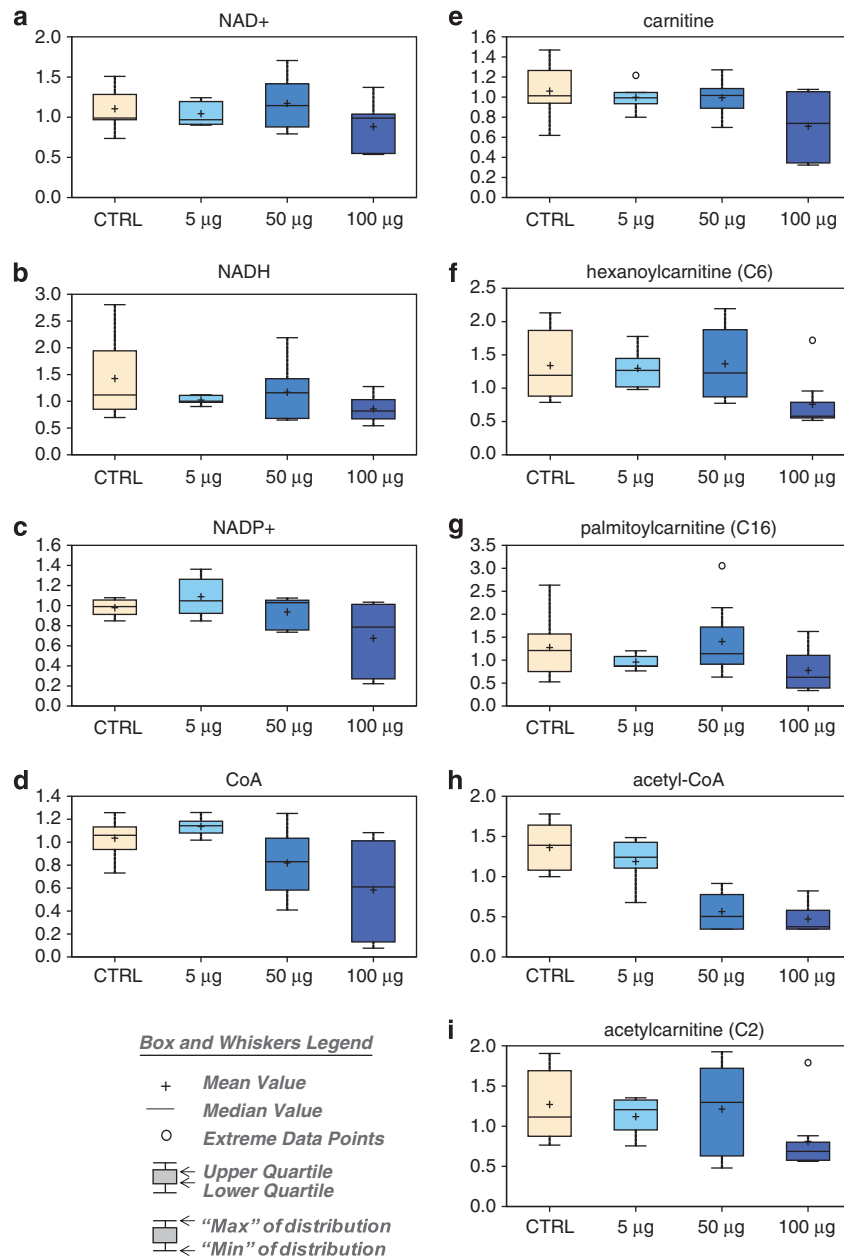 a
NAD+
2.0
1.5
1.0
0.5
0.0
CTRL 5 μg 50 μg 100 μg
b
NADH
3.0
2.5
2.0
1.5
1.0
0.5
0.0
CTRL 5 μg 50 μg 100 μg
c
NADP+
1.6
1.4
1.2
1.0
0.8
0.6
0.4
0.2
0.0
CTRL 5 μg 50 μg 100 μg
d
CoA
1.4
1.2
1.0
0.8
0.6
0.4
0.2
0.0
CTRL 5 μg 50 μg 100 μg
Box and Whiskers Legend
+ Mean Value
Median Value
Extreme Data Points
Upper Quartile
Lower Quartile
“Max” of distribution
“Min” of distribution
e
carnitine
1.6
1.4
1.2
1.0
0.8
0.6
0.4
0.2
0.0
CTRL 5 μg 50 μg 100 μg
f
hexanoylcarnitine (C6)
2.5
2.0
1.5
1.0
0.5
0.0
CTRL 5 μg 50 μg 100 μg
g
palmitoylcarnitine (C16)
3.5
3.0
2.5
2.0
1.5
1.0
0.5
0.0
CTRL 5 μg 50 μg 100 μg
h
acetyl-CoA
2.0
1.5
1.0
0.5
0.0
CTRL 5 μg 50 μg 100 μg
i
acetylcarnitine (C2)
2.0
1.5
1.0
0.5
0.0
CTRL 5 μg 50 μg 100 μg